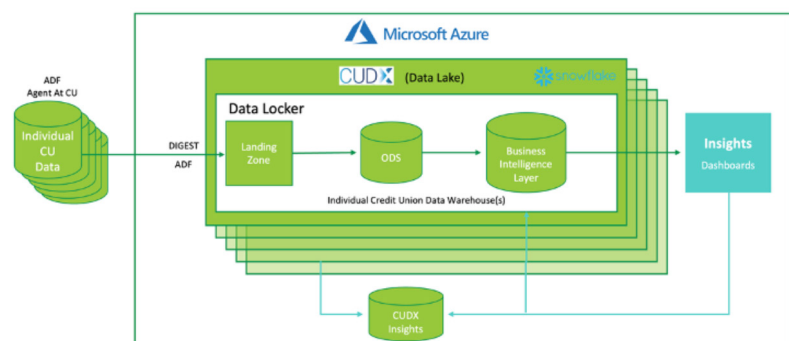 Microsoft Azure
CUDX (Data Lake) snowflake
ADF
Agent At CU
Individual
CU
Data
DIGEST
ADF
Data Locker
Landing
Zone
ODS
Business
Intelligence
Layer
Individual Credit Union Data Warehouse(s)
Insights
Dashboards
CUDX
Insights